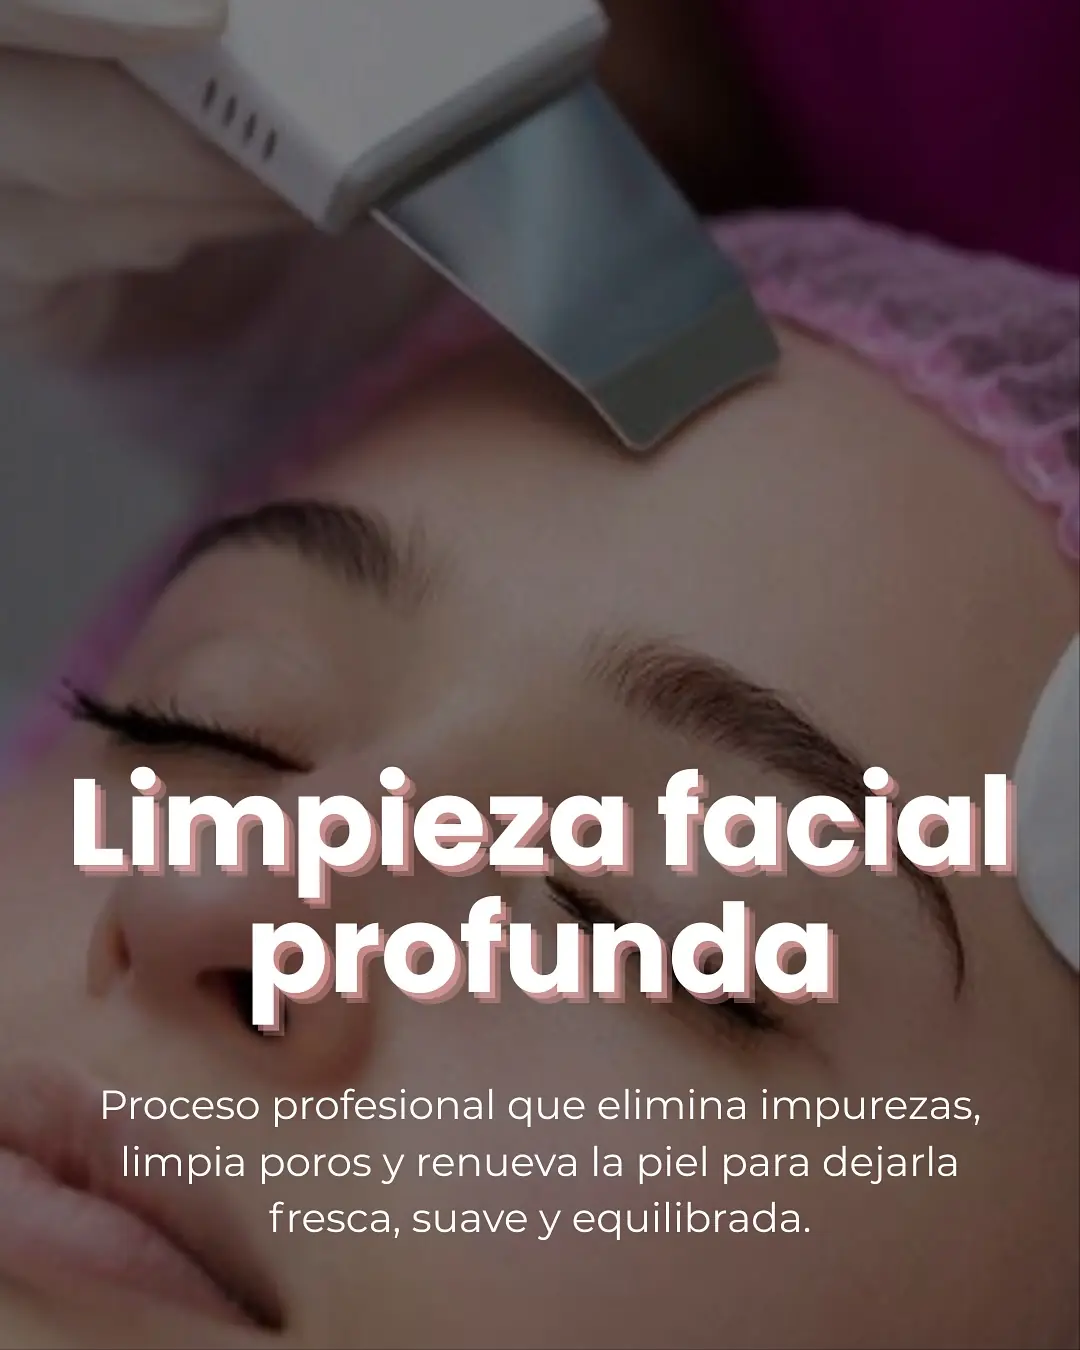 Limpieza facial
profunda
Proceso profesional que elimina impurezas,
limpia poros y renueva la piel para dejarla
fresca, suave y equilibrada.